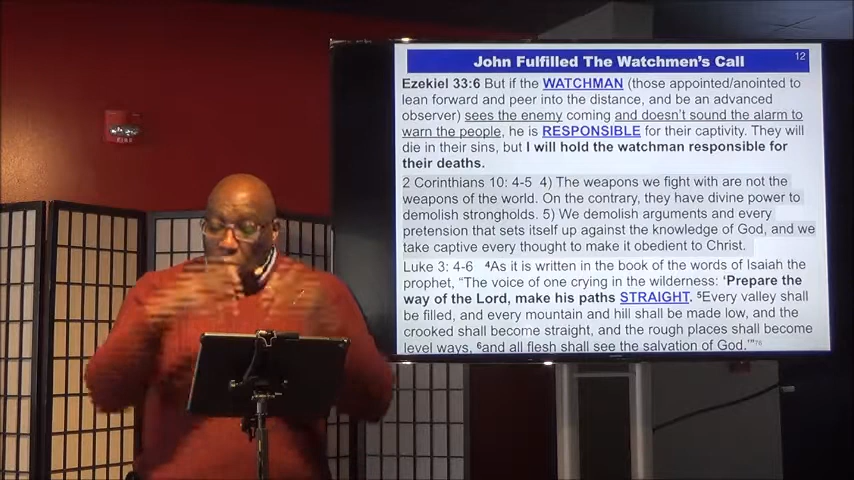 John Fulfilled The Watchmen's Call
12
Ezekiel 33:6 But if the WATCHMAN (those appointed/anointed to
lean forward and peer into the distance, and be an advanced
observer) sees the enemy coming and doesn't sound the alarm to
warn the people, he is RESPONSIBLE for their captivity. They will
die in their sins, but I will hold the watchman responsible for
their deaths.
2 Corinthians 10: 4-5 4) The weapons we fight with are not the
weapons of the world. On the contrary, they have divine power to
demolish strongholds. 5) We demolish arguments and every
pretension that sets itself up against the knowledge of God, and we
take captive every thought to make it obedient to Christ.
Luke 3: 4-6 4As it is written in the book of the words of Isaiah the
prophet, "The voice of one crying in the wilderness: 'Prepare the
way of the Lord, make his paths STRAIGHT. 5Every valley shall
be filled, and every mountain and hill shall be made low, and the
crooked shall become straight, and the rough places shall become
level ways, 6and all flesh shall see the salvation of God.'"76
FIRE